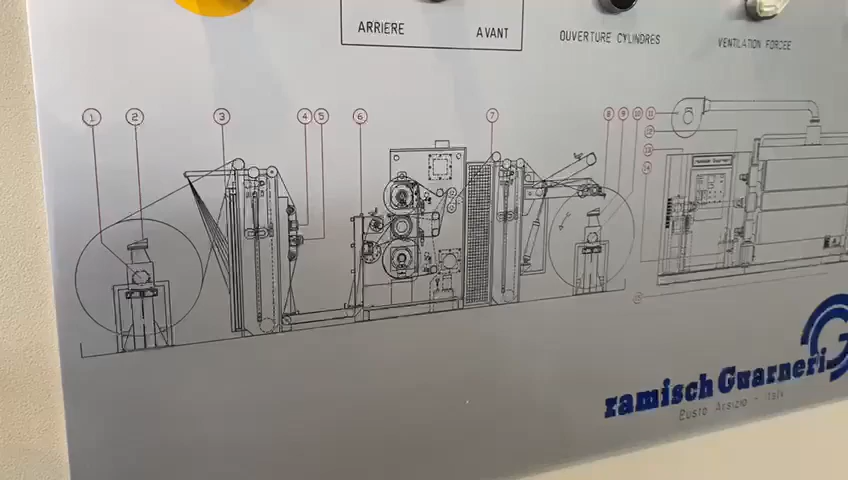 ARRIERE AVANT
OUVERTURE CYLINDRES
VENTILATION FORCEE
1 2 3 4 5 6 7 8 9 10 11
12
13
14
15
ramisch Guarneri
Busto Arsizio - Italy